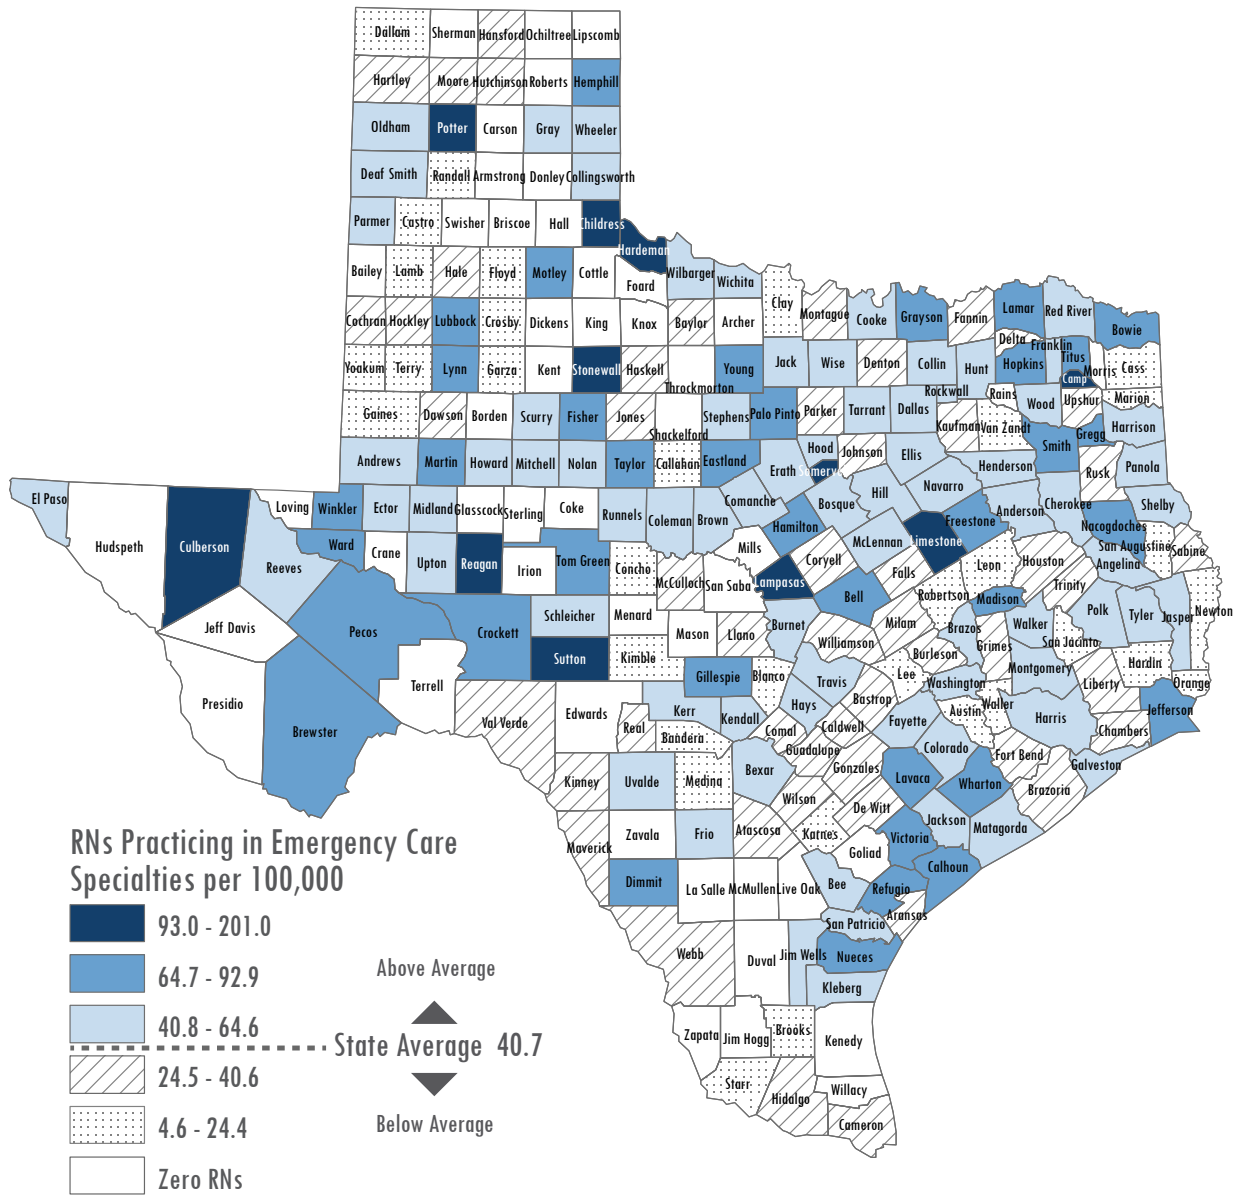 Dallam Sherman Hansford Ochiltree Lipscomb
Hartley Moore Hutchinson Roberts Hemphill
Oldham Potter Carson Gray Wheeler
Deaf Smith Randall Armstrong Donley Collingsworth
Parmer Castro Swisher Briscoe Hall Childress
Hardeman
Bailey Lamb Hale Floyd Motley Cottle Foard Wilbarger Wichita
Clay Montague Cooke Grayson Fannin Lamar Red River Bowie
Cochran Hockley Lubbock Crosby Dickens King Knox Baylor Archer
Delta Franklin Titus Morris Cass
Yoakum Terry Lynn Garza Kent Stonewall Haskell Throckmorton Young Jack Wise Denton Collin Hunt Hopkins Camp
Rockwall Rains Wood Upshur Marion
Gaines Dawson Borden Scurry Fisher Jones Shackelford Stephens Palo Pinto Parker Tarrant Dallas Kaufman Van Zandt Smith Gregg Harrison
Andrews Martin Howard Mitchell Nolan Taylor Callahan Eastland Erath Hood Somerv Johnson Ellis Henderson Rusk Panola
El Paso Hudspeth Culberson Reeves Loving Winkler Ector Midland Glasscock Sterling Coke Runnels Coleman Brown Comanche Hamilton Bosque Hill Navarro Freestone Anderson Cherokee Nacogdoches Shelby
Ward Crane Upton Reagan Irion Tom Green Concho McCulloch San Saba Mills Lampasas Coryell McLennan Limestone Falls Leon Houston Trinity Angelina San Augustine Sabine
Jeff Davis Pecos Crockett Schleicher Menard Mason Llano Burnet Bell Williamson Milam Robertson Madison Brazos Grimes Walker San Jacinto Polk Tyler Jasper Newton
Presidio Brewster Terrell Sutton Kimble Gillespie Blanco Travis Hays Bastrop Lee Burleson Washington Montgomery Liberty Hardin Orange
Val Verde Edwards Real Kerr Bandera Kendall Comal Guadalupe Caldwell Fayette Austin Waller Harris Chambers Jefferson
Kinney Uvalde Medina Bexar Wilson Gonzales Lavaca Colorado Wharton Fort Bend Brazoria Galveston
Maverick Zavala Frio Atascosa Karnes De Witt Victoria Jackson Matagorda
Dimmit La Salle McMullen Live Oak Bee Goliad Refugio Calhoun
Webb Duval Jim Wells San Patricio Aransas Nueces
Kleberg
Zapata Jim Hogg Brooks Kenedy
Starr Hidalgo Willacy
Cameron
RNs Practicing in Emergency Care
Specialties per 100,000
93.0 - 201.0
64.7 - 92.9
Above Average
40.8 - 64.6
State Average 40.7
24.5 - 40.6
Below Average
4.6 - 24.4
Zero RNs